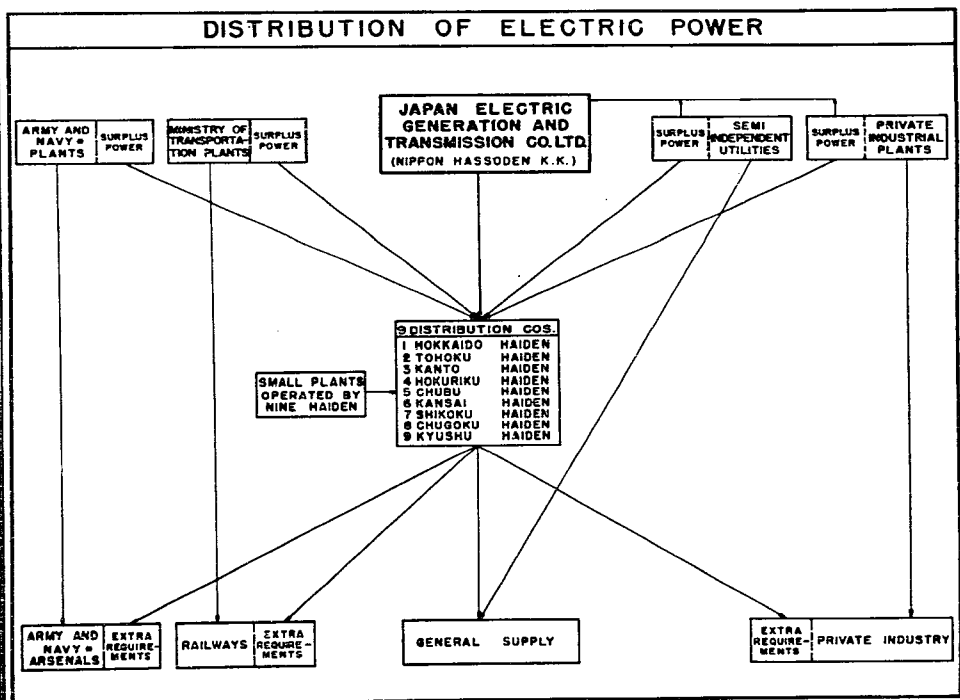 DISTRIBUTION OF ELECTRIC POWER
ARMY AND
NAVY=
PLANTS
SURPLUS
POWER
MINISTRY OF
TRANSPORTA-
TION PLANTS
SURPLUS
POWER
JAPAN ELECTRIC
GENERATION AND
TRANSMISSION CO. LTD.
(NIPPON HASSODEN K.K.)
SURPLUS
POWER
SEMI
INDEPENDENT
UTILITIES
SURPLUS
POWER
PRIVATE
INDUSTRIAL
PLANTS
9 DISTRIBUTION COS.
1 HOKKAIDO HAIDEN
2 TOHOKU HAIDEN
3 KANTO HAIDEN
4 HOKURIKU HAIDEN
5 CHUBU HAIDEN
6 KANSAI HAIDEN
7 SHIKOKU HAIDEN
8 CHUGOKU HAIDEN
9 KYUSHU HAIDEN
SMALL PLANTS
OPERATED BY
NINE HAIDEN
ARMY AND
NAVY=
ARSENALS
EXTRA
REQUIRE-
MENTS
RAILWAYS
EXTRA
REQUIRE-
MENTS
GENERAL SUPPLY
EXTRA
REQUIRE-
MENTS
PRIVATE INDUSTRY